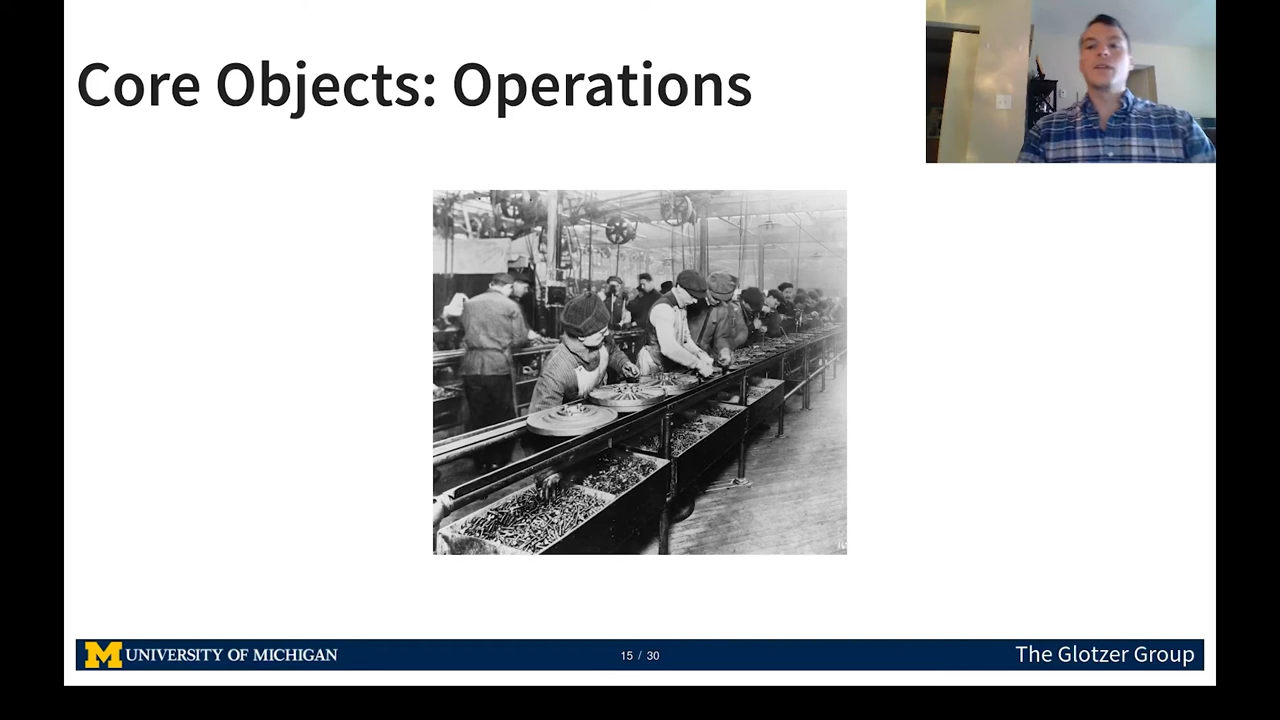 Core Objects: Operations
M UNIVERSITY OF MICHIGAN
15 / 30
The Glotzer Group